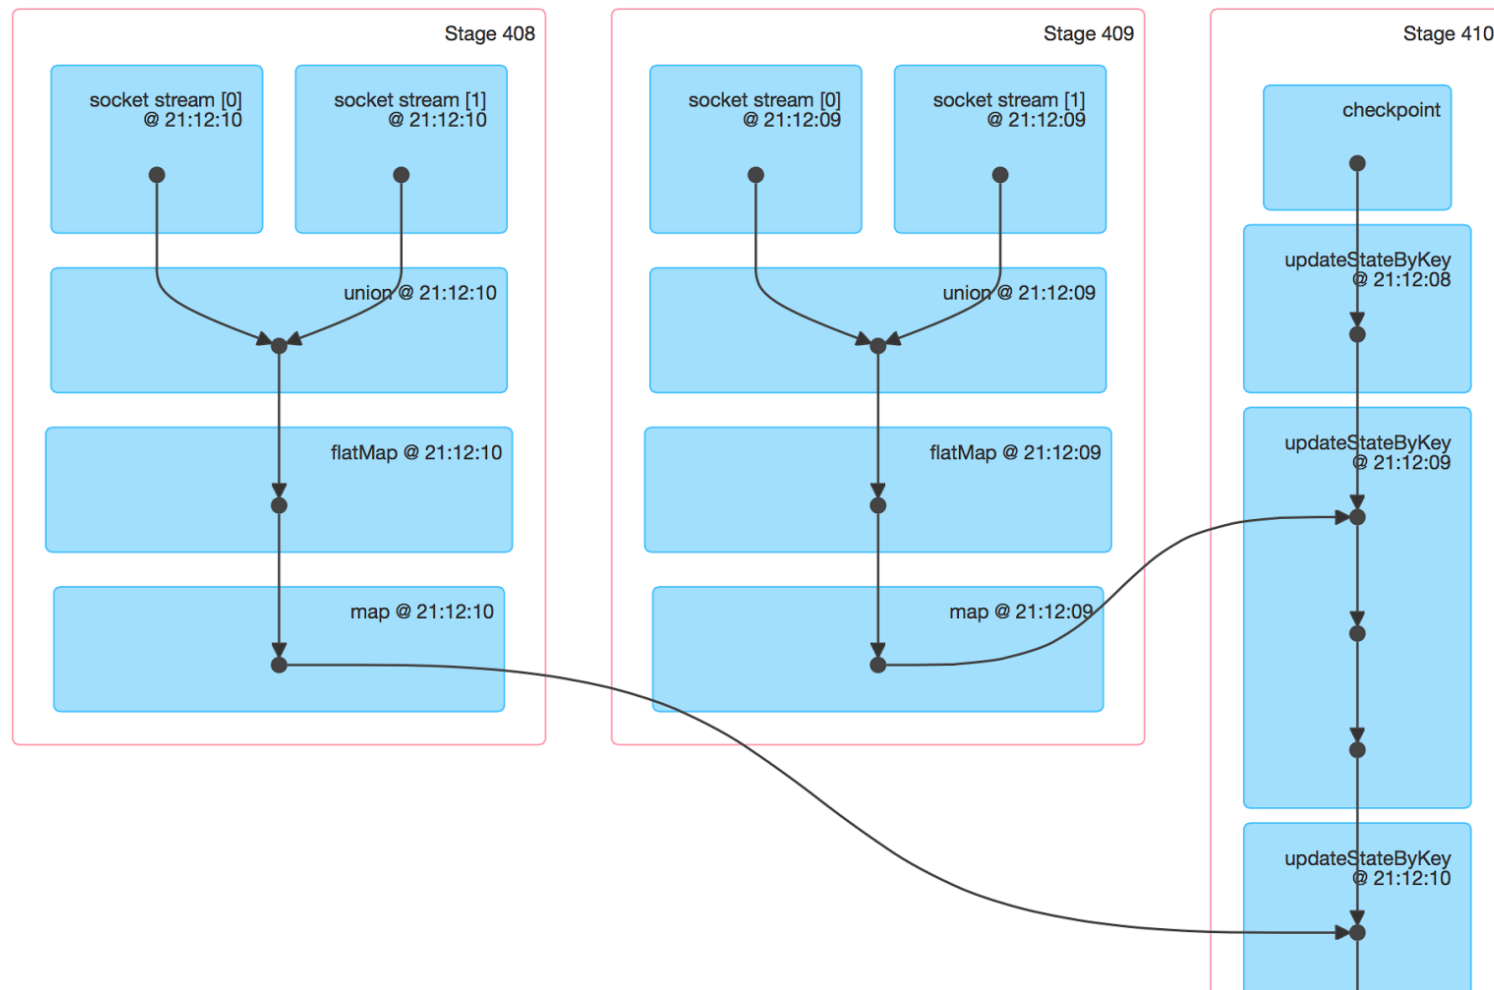 Stage 408
socket stream [0]
@ 21:12:10
socket stream [1]
@ 21:12:10
union @ 21:12:10
flatMap @ 21:12:10
map @ 21:12:10
Stage 409
socket stream [0]
@ 21:12:09
socket stream [1]
@ 21:12:09
union @ 21:12:09
flatMap @ 21:12:09
map @ 21:12:09
Stage 410
checkpoint
updateStateByKey
@ 21:12:08
updateStateByKey
@ 21:12:09
updateStateByKey
@ 21:12:10